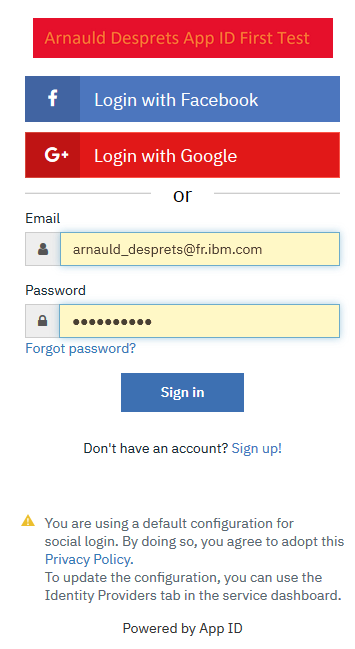 Arnauld Desprets App ID First Test
f Login with Facebook
G+ Login with Google
or
Email
arnauld_desprets@fr.ibm.com
Password
••••••••••
Forgot password?
Sign in
Don't have an account? Sign up!
You are using a default configuration for
social login. By doing so, you agree to adopt this
Privacy Policy.
To update the configuration, you can use the
Identity Providers tab in the service dashboard.
Powered by App ID